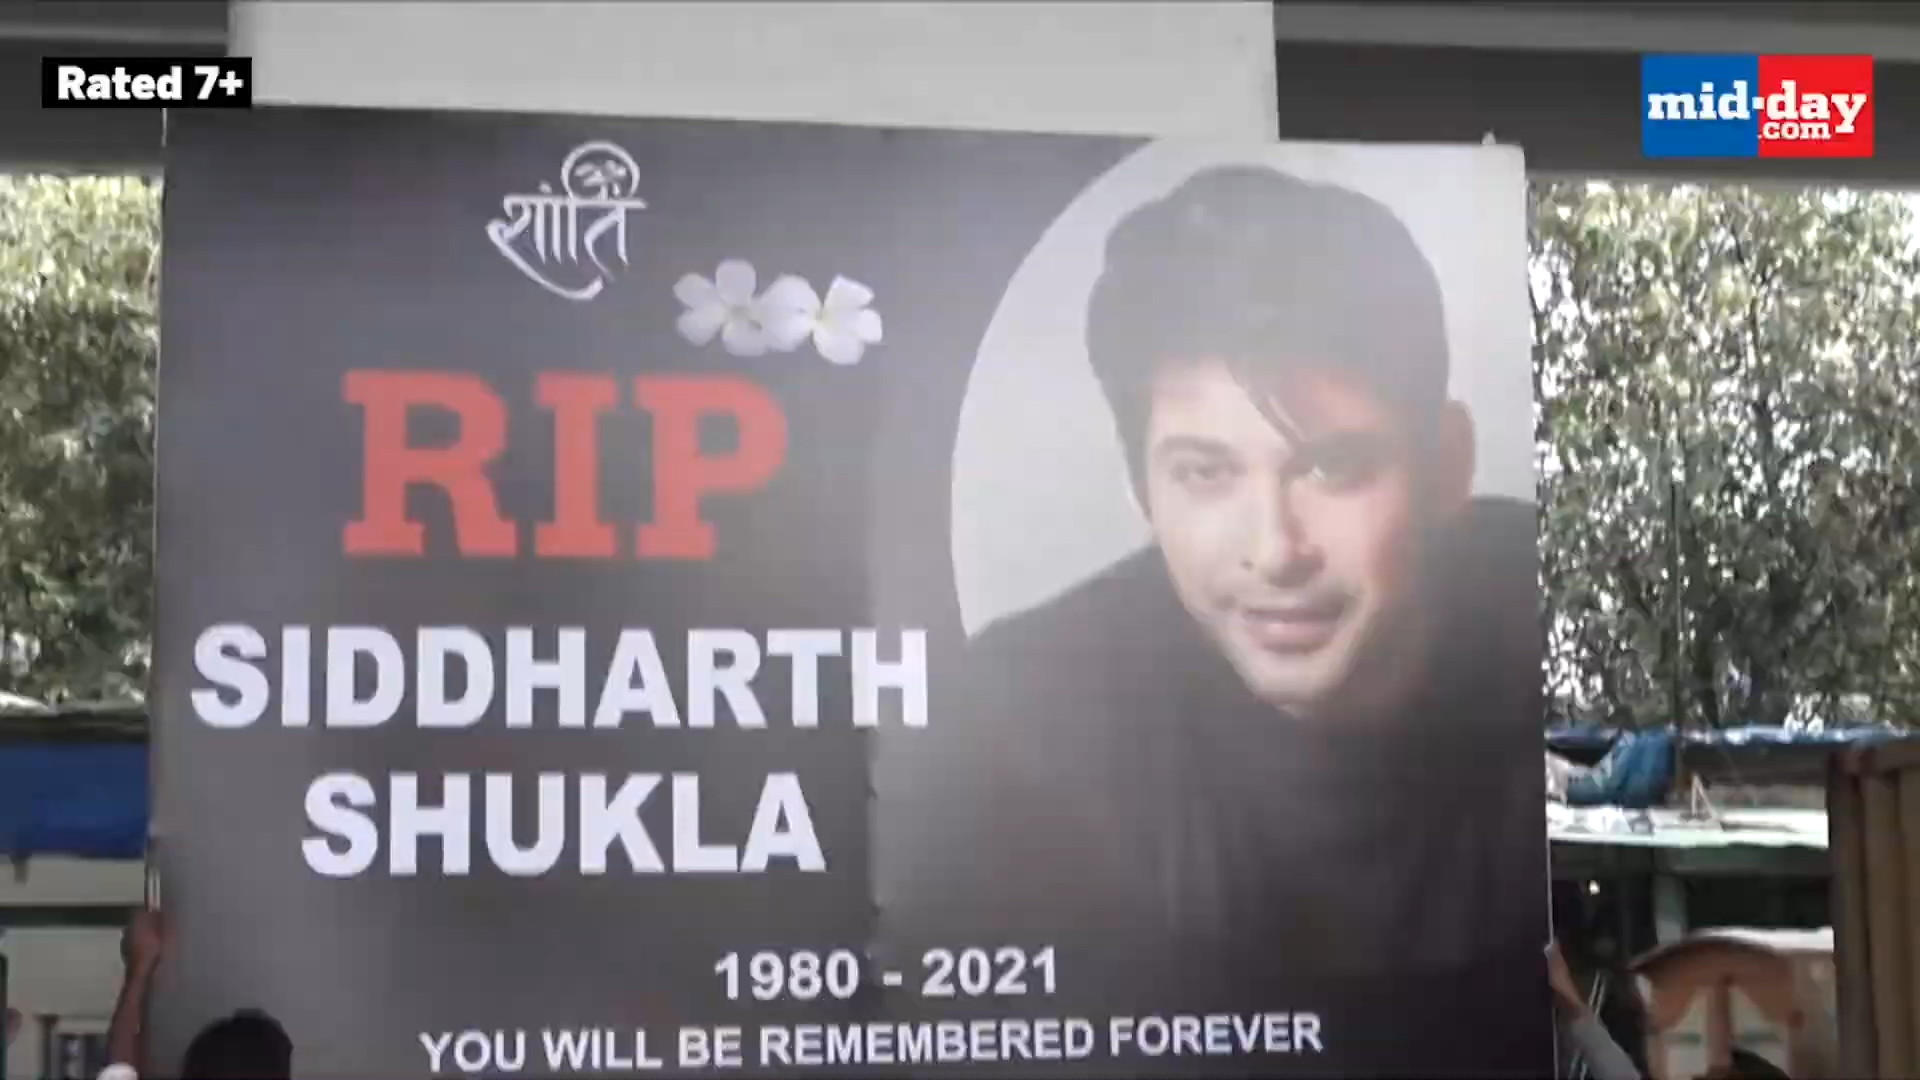 Rated 7+
mid-day
.com
शांति
RIP
SIDDHARTH
SHUKLA
1980 - 2021
YOU WILL BE REMEMBERED FOREVER